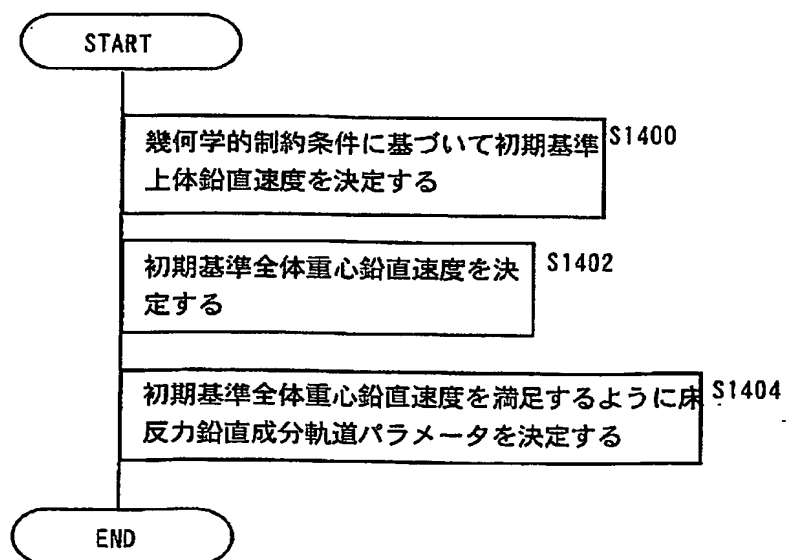 START
幾何学的制約条件に基づいて初期基準 S1400
上体鉛直速度を決定する
初期基準全体重心鉛直速度を決 S1402
定する
初期基準全体重心鉛直速度を満足するように床 S1404
反力鉛直成分軌道パラメータを決定する
END